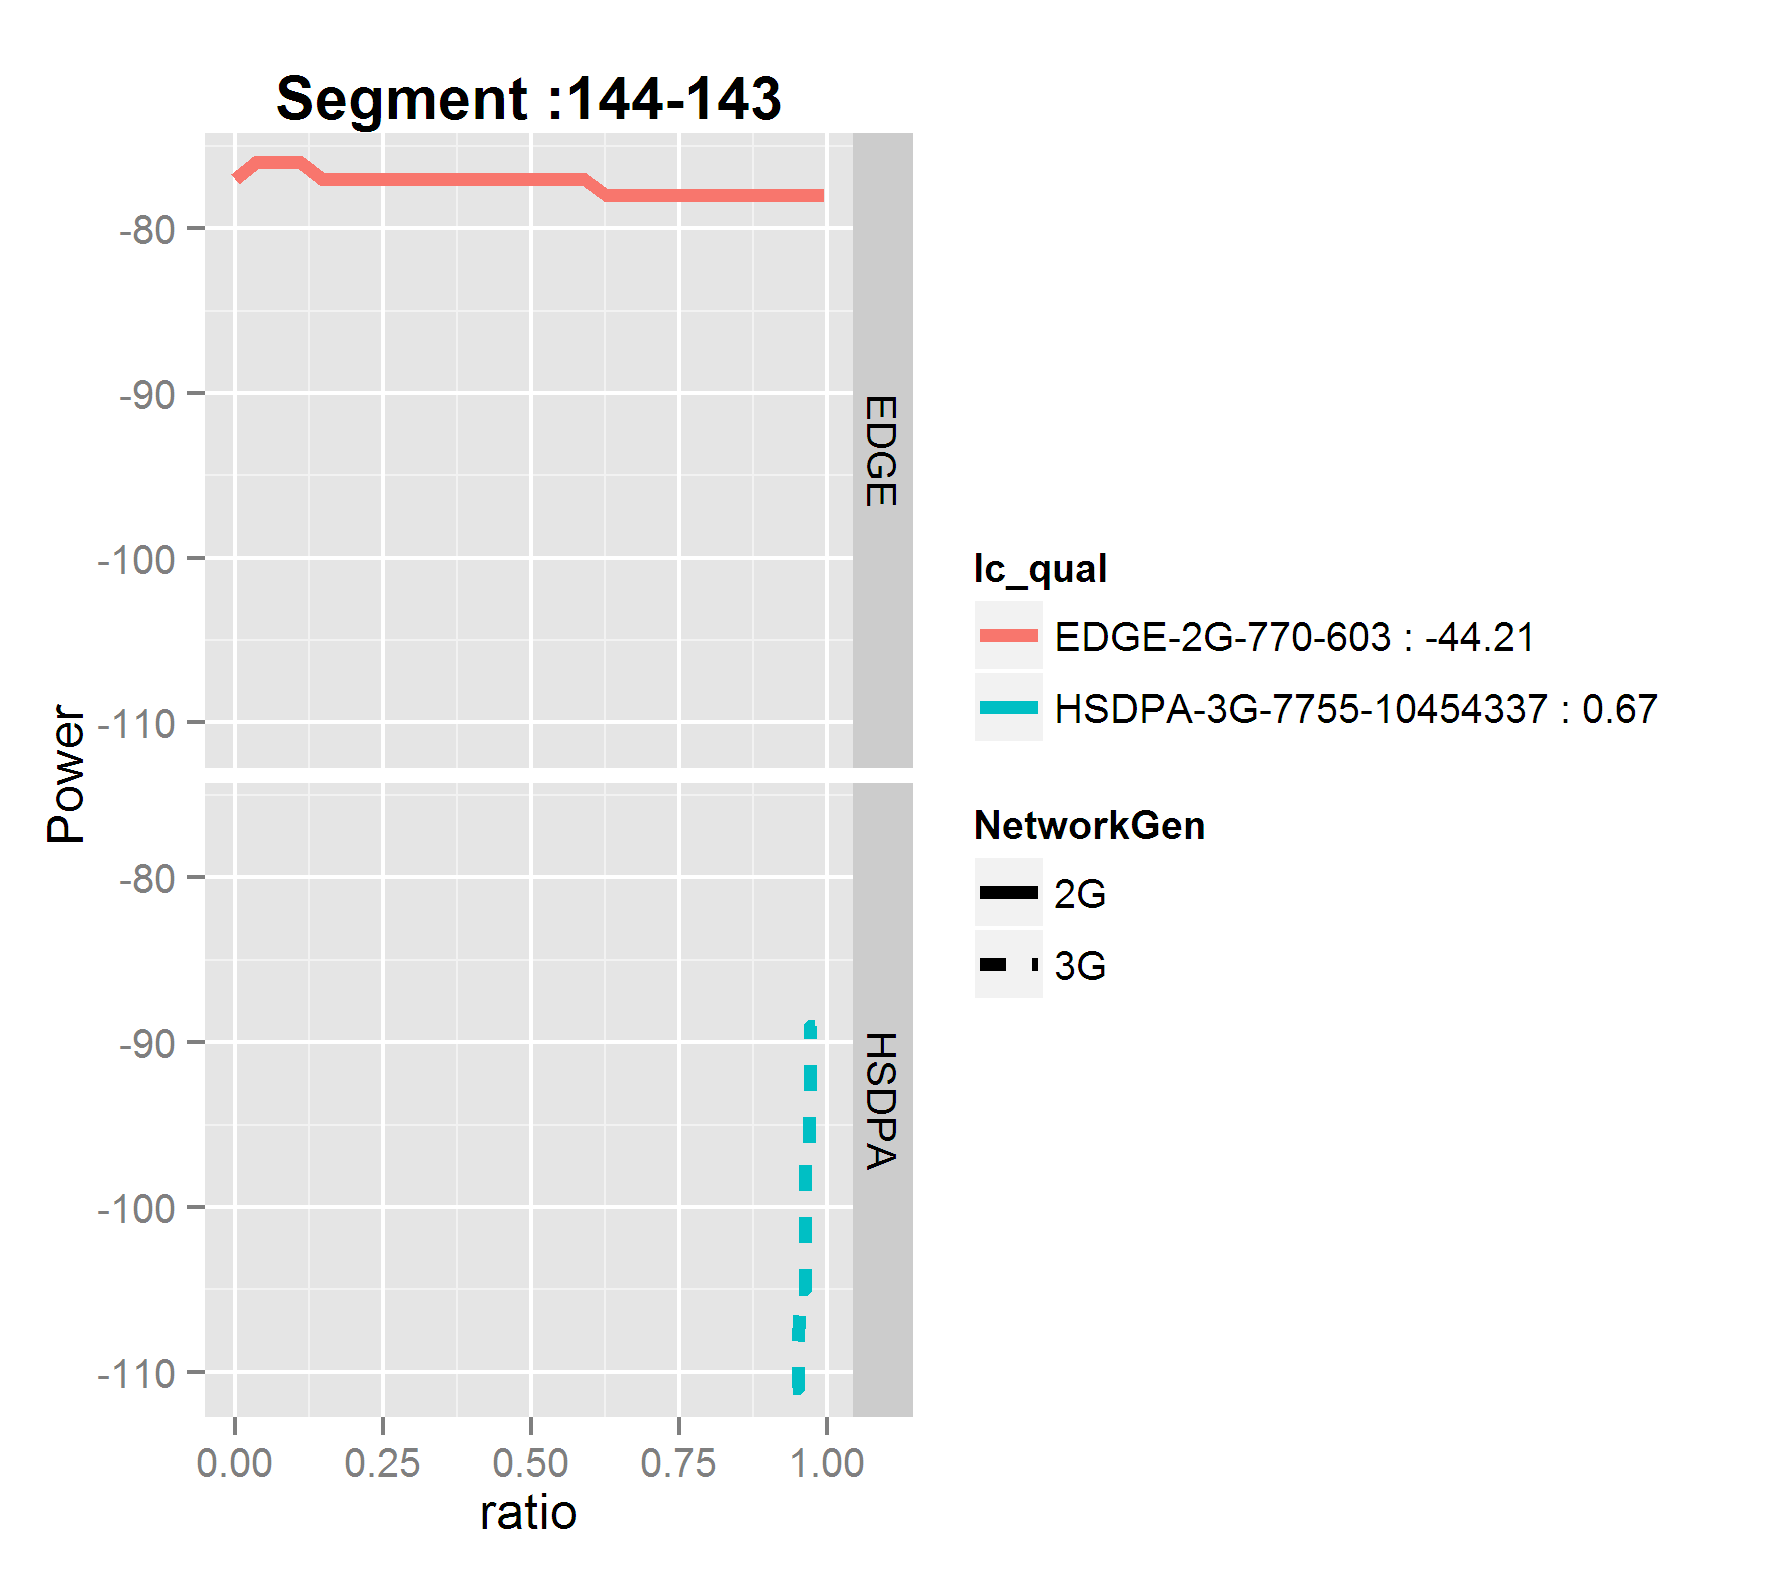 Segment :144-143
-80
-90
-100
-110
EDGE
-80
-90
-100
-110
HSDPA
Power
0.00 0.25 0.50 0.75 1.00
ratio
lc_qual
EDGE-2G-770-603 : -44.21
HSDPA-3G-7755-10454337 : 0.67
NetworkGen
2G
3G